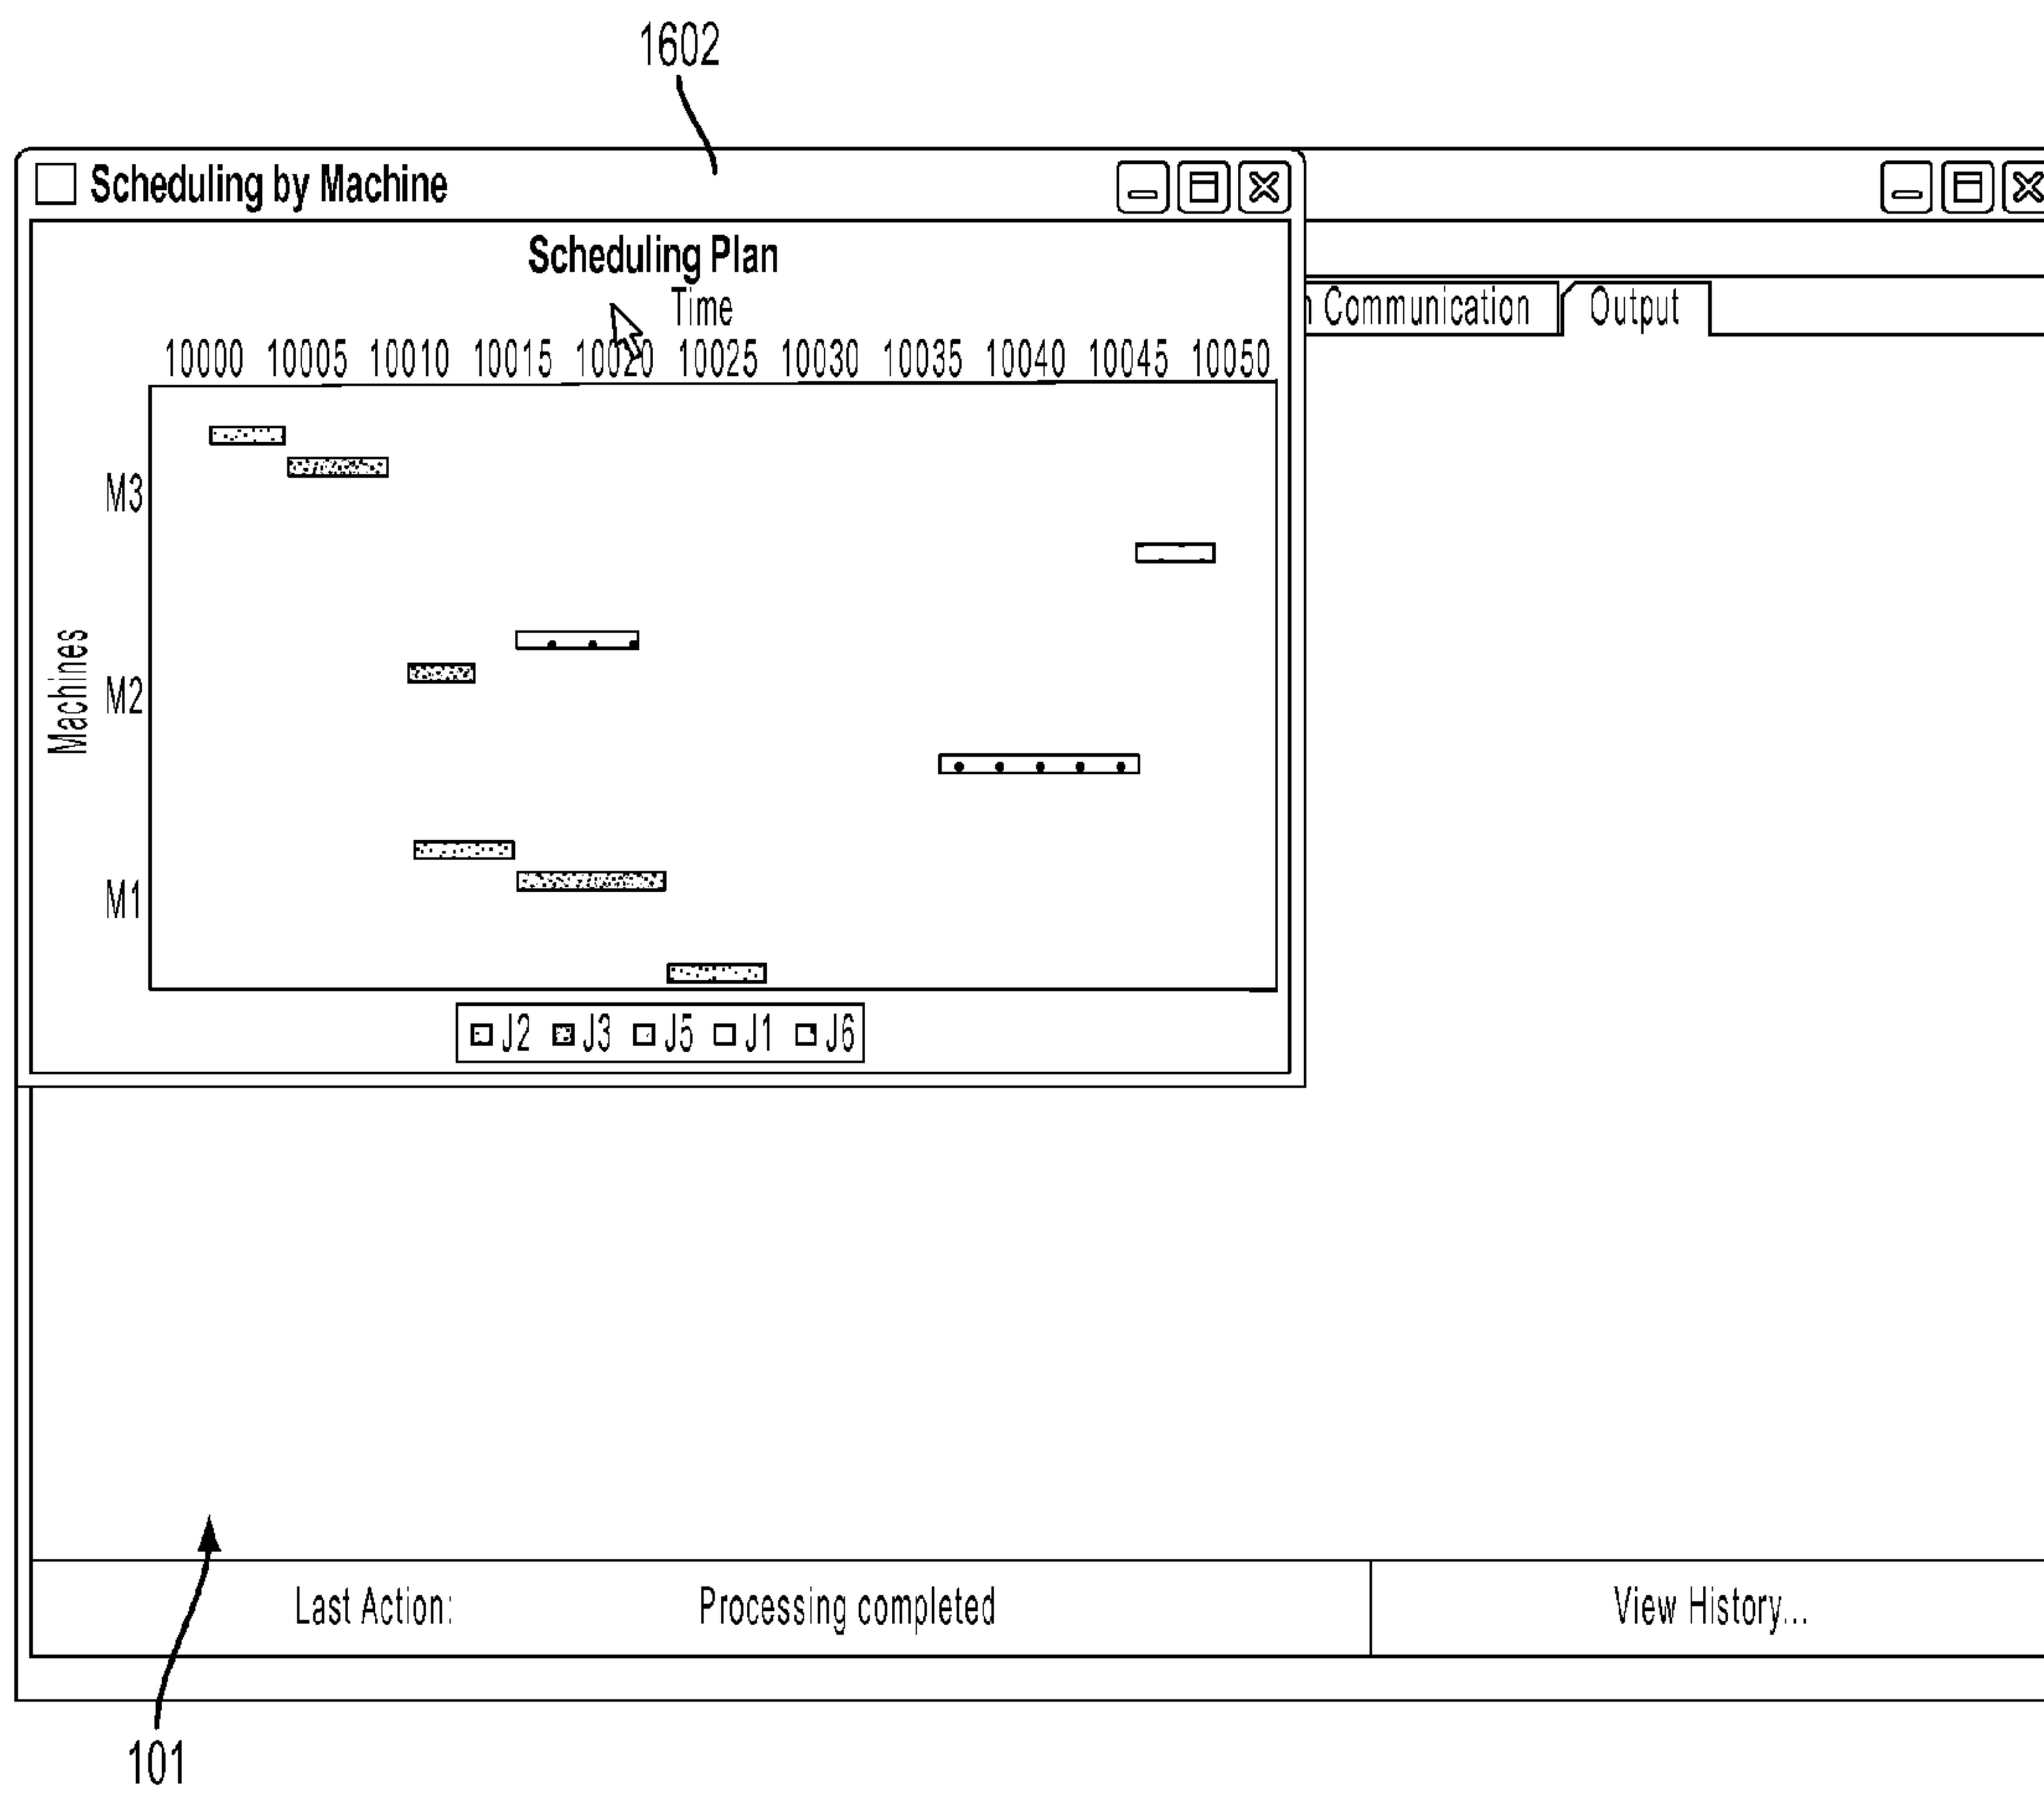 1602
Scheduling by Machine
Scheduling Plan
Time
Communication
Output
10000 10005 10010 10015 10020 10025 10030 10035 10040 10045 10050
M3
Machines
M2
M1
J2 J3 J5 J1 J6
Last Action:
Processing completed
View History...
101